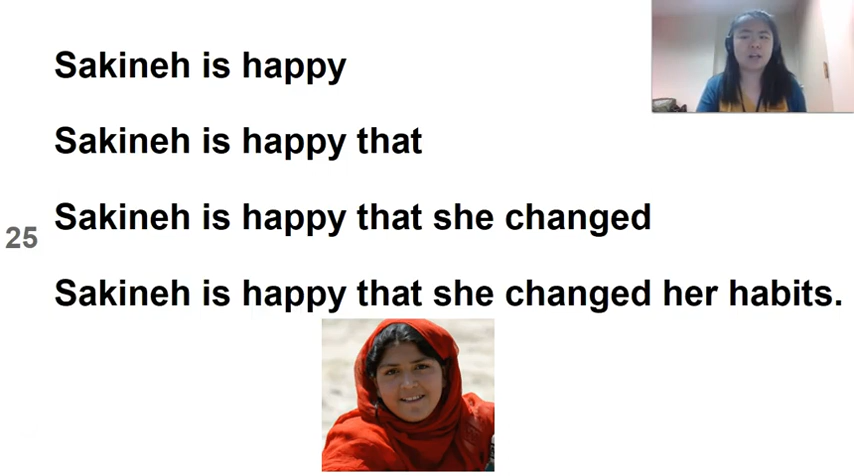 Sakineh is happy
Sakineh is happy that
Sakineh is happy that she changed
25
Sakineh is happy that she changed her habits.